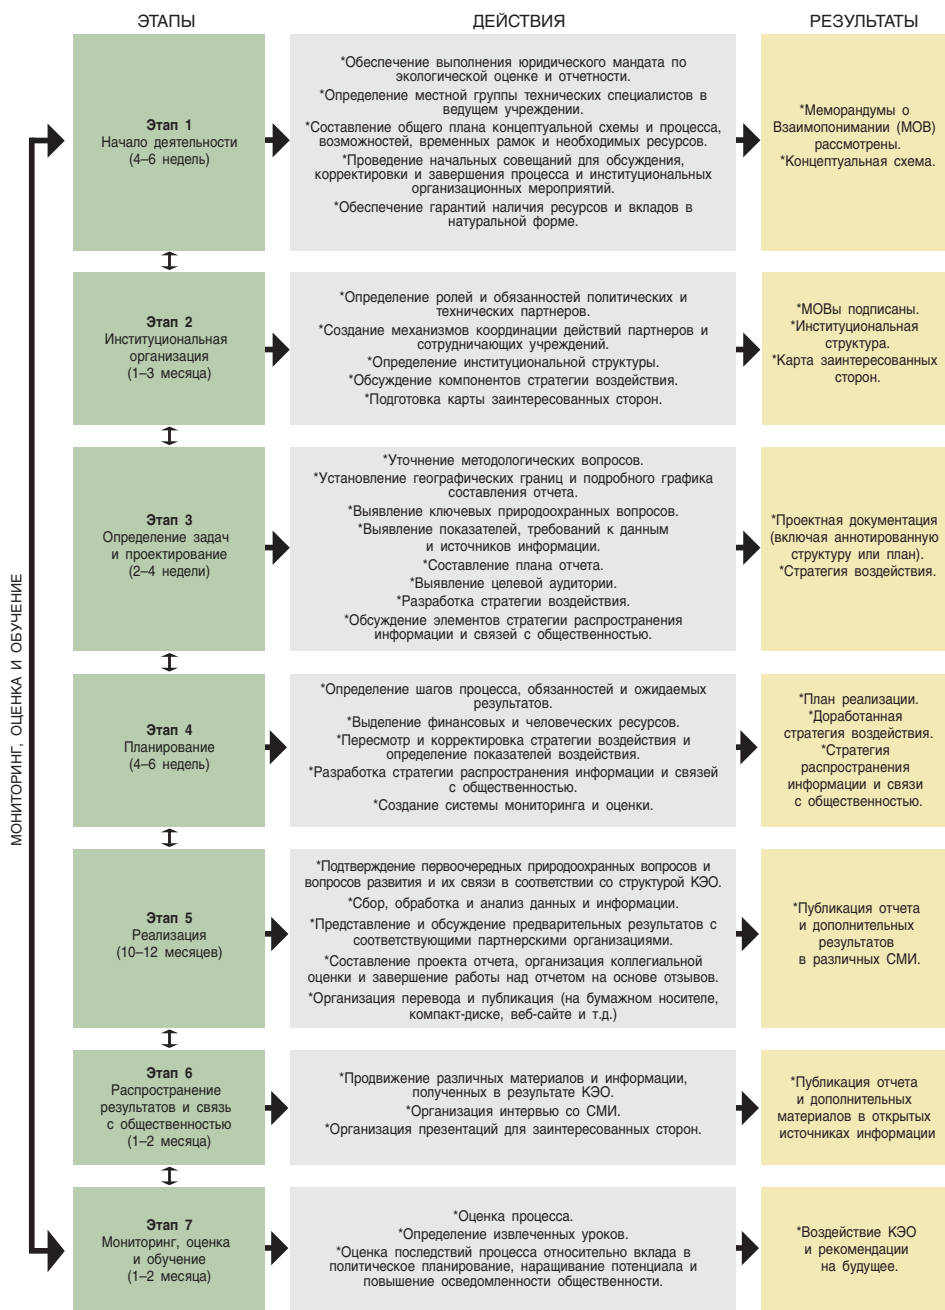 ЭТАПЫ
ДЕЙСТВИЯ
РЕЗУЛЬТАТЫ
МОНИТОРИНГ, ОЦЕНКА И ОБУЧЕНИЕ
Этап 1
Начало деятельности
(4–6 недель)
*Обеспечение выполнения юридического мандата по
экологической оценке и отчетности.
*Определение местной группы технических специалистов в
ведущем учреждении.
*Составление общего плана концептуальной схемы и процесса,
возможностей, временных рамок и необходимых ресурсов.
*Проведение начальных совещаний для обсуждения,
корректировки и завершения процесса и институциональных
организационных мероприятий.
*Обеспечение гарантий наличия ресурсов и вкладов в
натуральной форме.
*Меморандумы о
Взаимопонимании (МОВ)
рассмотрены.
*Концептуальная схема.
Этап 2
Институциональная
организация
(1–3 месяца)
*Определение ролей и обязанностей политических и
технических партнеров.
*Создание механизмов координации действий партнеров и
сотрудничающих учреждений.
*Определение институциональной структуры.
*Обсуждение компонентов стратегии воздействия.
*Подготовка карты заинтересованных сторон.
*МОВы подписаны.
*Институциональная
структура.
*Карта заинтересованных
сторон.
Этап 3
Определение задач
и проектирование
(2–4 недели)
*Уточнение методологических вопросов.
*Установление географических границ и подробного графика
составления отчета.
*Выявление ключевых природоохранных вопросов.
*Выявление показателей, требований к данным
и источников информации.
*Составление плана отчета.
*Выявление целевой аудитории.
*Разработка стратегии воздействия.
*Обсуждение элементов стратегии распространения
информации и связей с общественностью.
*Проектная документация
(включая аннотированную
структуру или план).
*Стратегия воздействия.
Этап 4
Планирование
(4–6 недель)
*Определение шагов процесса, обязанностей и ожидаемых
результатов.
*Выделение финансовых и человеческих ресурсов.
*Пересмотр и корректировка стратегии воздействия и
определение показателей воздействия.
*Разработка стратегии распространения информации и связей
с общественностью.
*Создание системы мониторинга и оценки.
*План реализации.
*Доработанная
стратегия воздействия.
*Стратегия
распространения
информации и связи
с общественностью.
Этап 5
Реализация
(10–12 месяцев)
*Подтверждение первоочередных природоохранных вопросов и
вопросов развития и их связи в соответствии со структурой КЭО.
*Сбор, обработка и анализ данных и информации.
*Представление и обсуждение предварительных результатов с
соответствующими партнерскими организациями.
*Составление проекта отчета, организация коллегиальной
оценки и завершение работы над отчетом на основе отзывов.
*Организация перевода и публикация (на бумажном носителе,
компакт-диске, веб-сайте и т.д.)
*Публикация отчета
и дополнительных
результатов
в различных СМИ.
Этап 6
Распространение
результатов и связь
с общественностью
(1–2 месяца)
*Продвижение различных материалов и информации,
полученных в результате КЭО.
*Организация интервью со СМИ.
*Организация презентаций для заинтересованных сторон.
*Публикация отчета
и дополнительных
материалов в открытых
источниках информации
Этап 7
Мониторинг, оценка
и обучение
(1–2 месяца)
*Оценка процесса.
*Определение извлеченных уроков.
*Оценка последствий процесса относительно вклада в
политическое планирование, наращивание потенциала и
повышение осведомленности общественности.
*Воздействие КЭО
и рекомендации
на будущее.